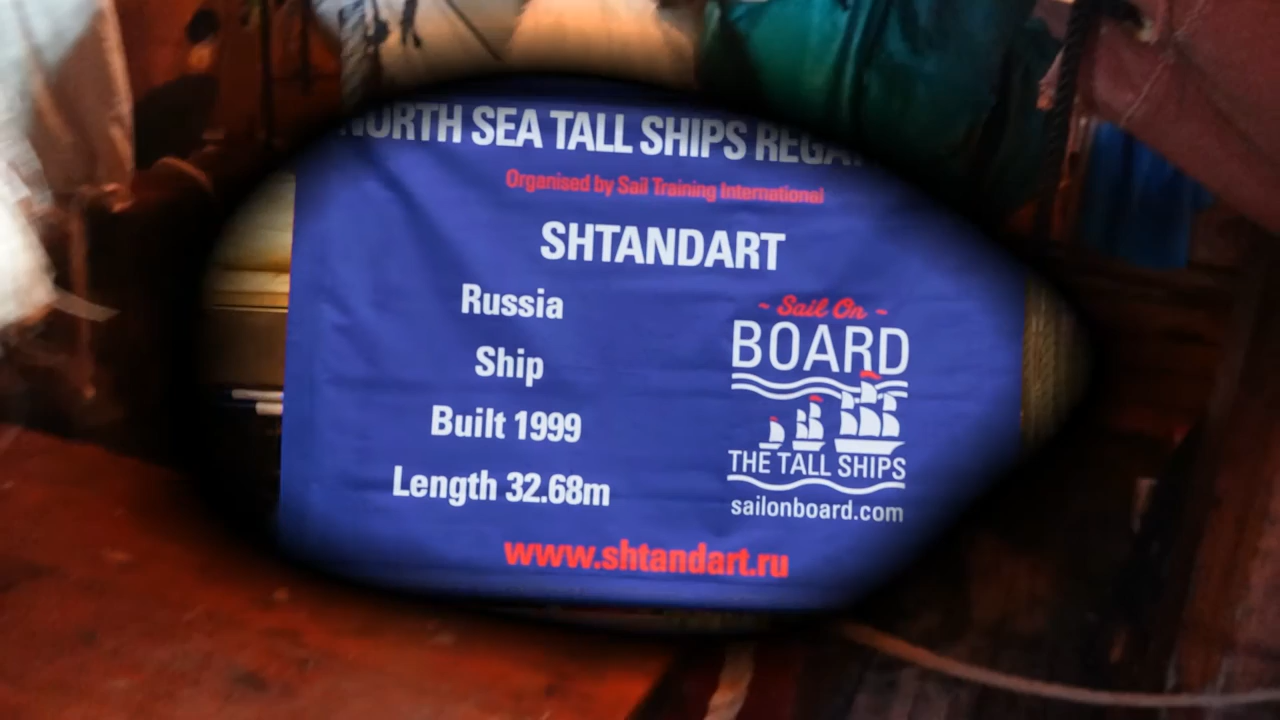 NORTH SEA TALL SHIPS
Organised by Sail Training International
SHTANDART
Russia
Ship
Built 1999
Length 32.68m
~ Sail On ~
BOARD
THE TALL SHIPS
sailonboard.com
www.shtandart.ru